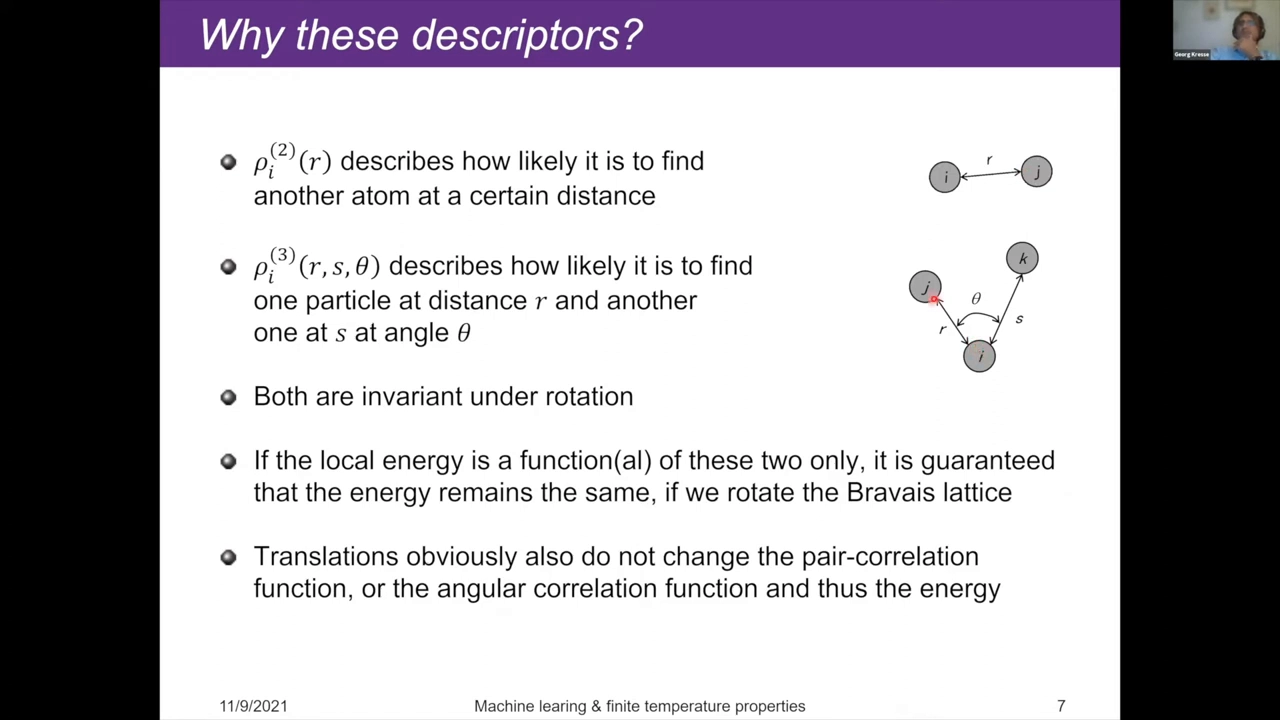 Why these descriptors?
Georg Kresse
ρᵢ⁽²⁾(r) describes how likely it is to find
another atom at a certain distance
i
r
j
ρᵢ⁽³⁾(r, s, θ) describes how likely it is to find
one particle at distance r and another
one at s at angle θ
k
j
θ
r
s
i
Both are invariant under rotation
If the local energy is a function(al) of these two only, it is guaranteed
that the energy remains the same, if we rotate the Bravais lattice
Translations obviously also do not change the pair-correlation
function, or the angular correlation function and thus the energy
11/9/2021
Machine learing & finite temperature properties
7